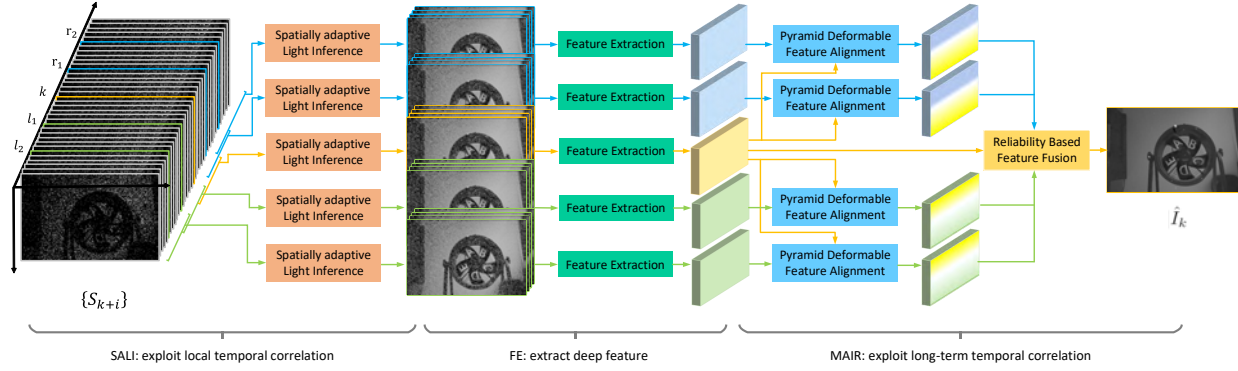 r₂
r₁
k
l₁
l₂
{S_{k+i}}
Spatially adaptive
Light Inference
Spatially adaptive
Light Inference
Spatially adaptive
Light Inference
Spatially adaptive
Light Inference
Spatially adaptive
Light Inference
Feature Extraction
Feature Extraction
Feature Extraction
Feature Extraction
Feature Extraction
Pyramid Deformable
Feature Alignment
Pyramid Deformable
Feature Alignment
Pyramid Deformable
Feature Alignment
Pyramid Deformable
Feature Alignment
Reliability Based
Feature Fusion
Î_k
SALI: exploit local temporal correlation
FE: extract deep feature
MAIR: exploit long-term temporal correlation